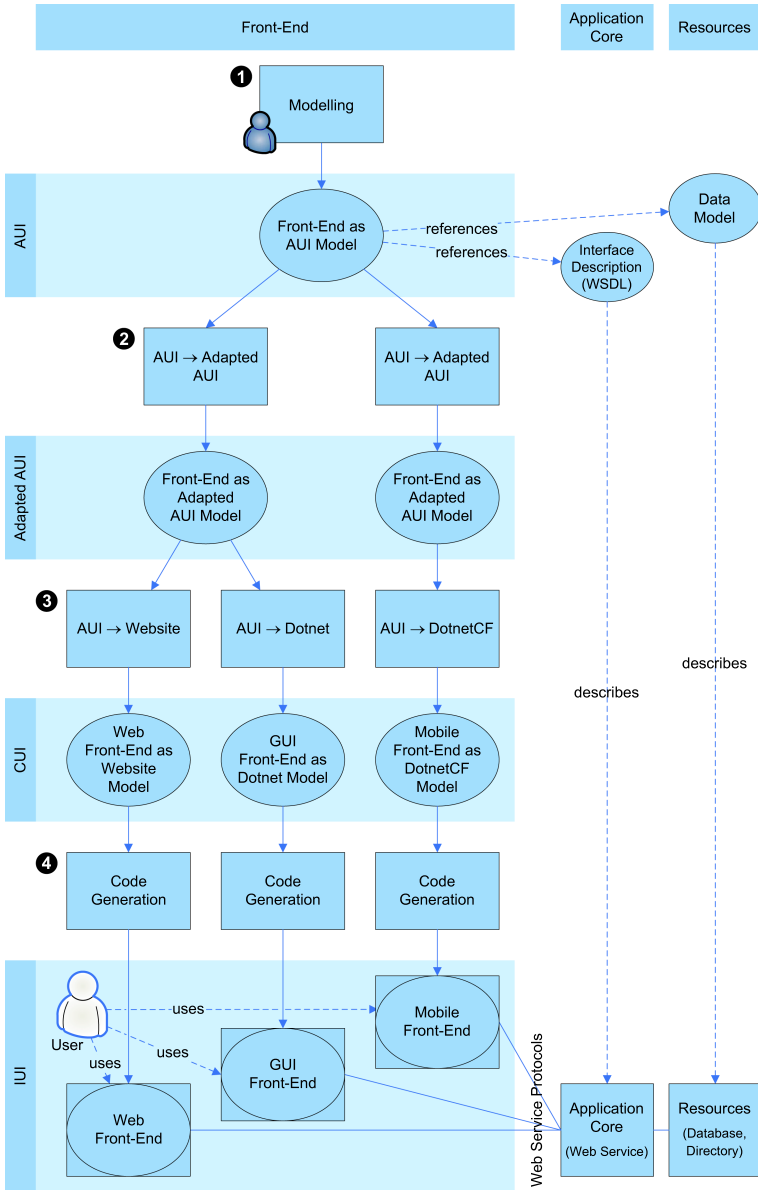 Front-End
Application
Core
Resources
1
Modelling
AUI
Front-End as
AUI Model
references
references
Data
Model
Interface
Description
(WSDL)
2
AUI → Adapted
AUI
AUI → Adapted
AUI
Adapted AUI
Front-End as
Adapted
AUI Model
Front-End as
Adapted
AUI Model
3
AUI → Website
AUI → Dotnet
AUI → DotnetCF
describes
describes
CUI
Web
Front-End as
Website
Model
GUI
Front-End as
Dotnet Model
Mobile
Front-End as
DotnetCF
Model
4
Code
Generation
Code
Generation
Code
Generation
IUI
User
uses
uses
uses
Mobile
Front-End
GUI
Front-End
Web
Front-End
Web Service Protocols
Application
Core
(Web Service)
Resources
(Database,
Directory)